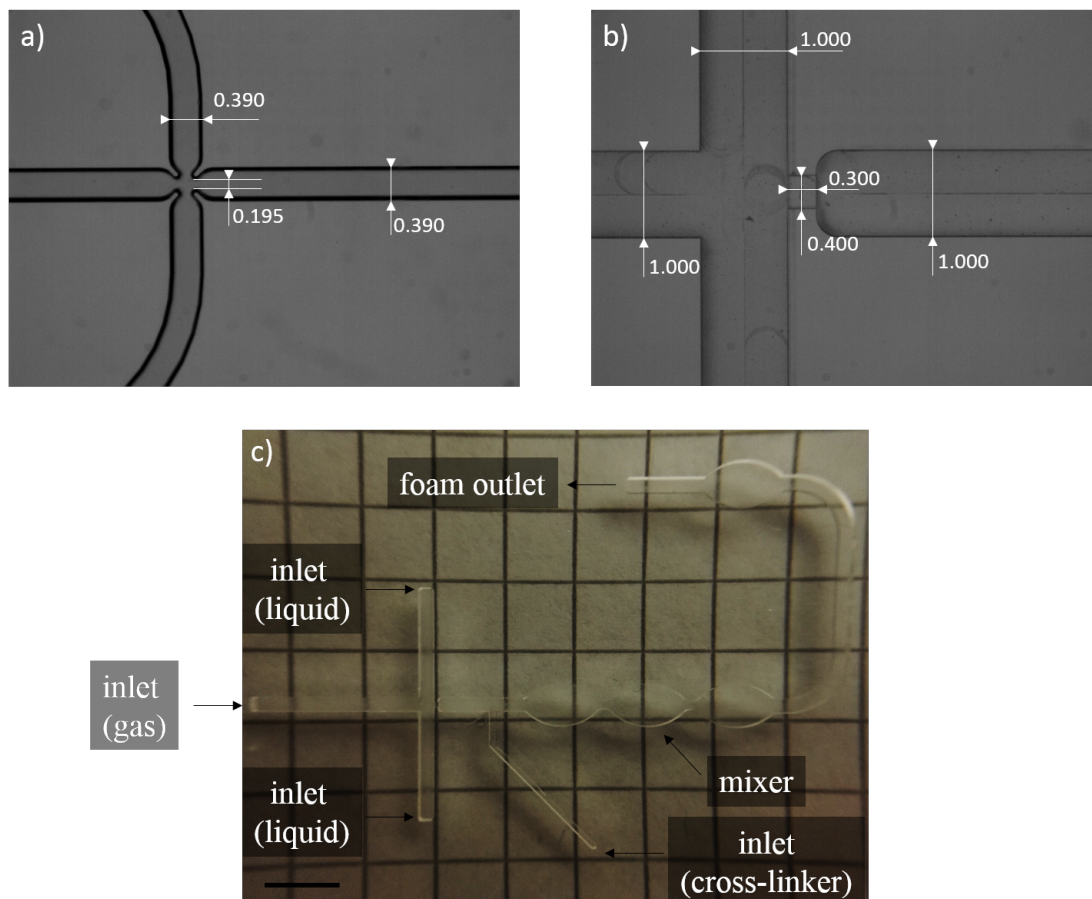 a)
0.390
0.195
0.390
b)
1.000
0.300
0.400
1.000
1.000
c)
foam outlet
inlet
(liquid)
inlet
(gas)
inlet
(liquid)
mixer
inlet
(cross-linker)